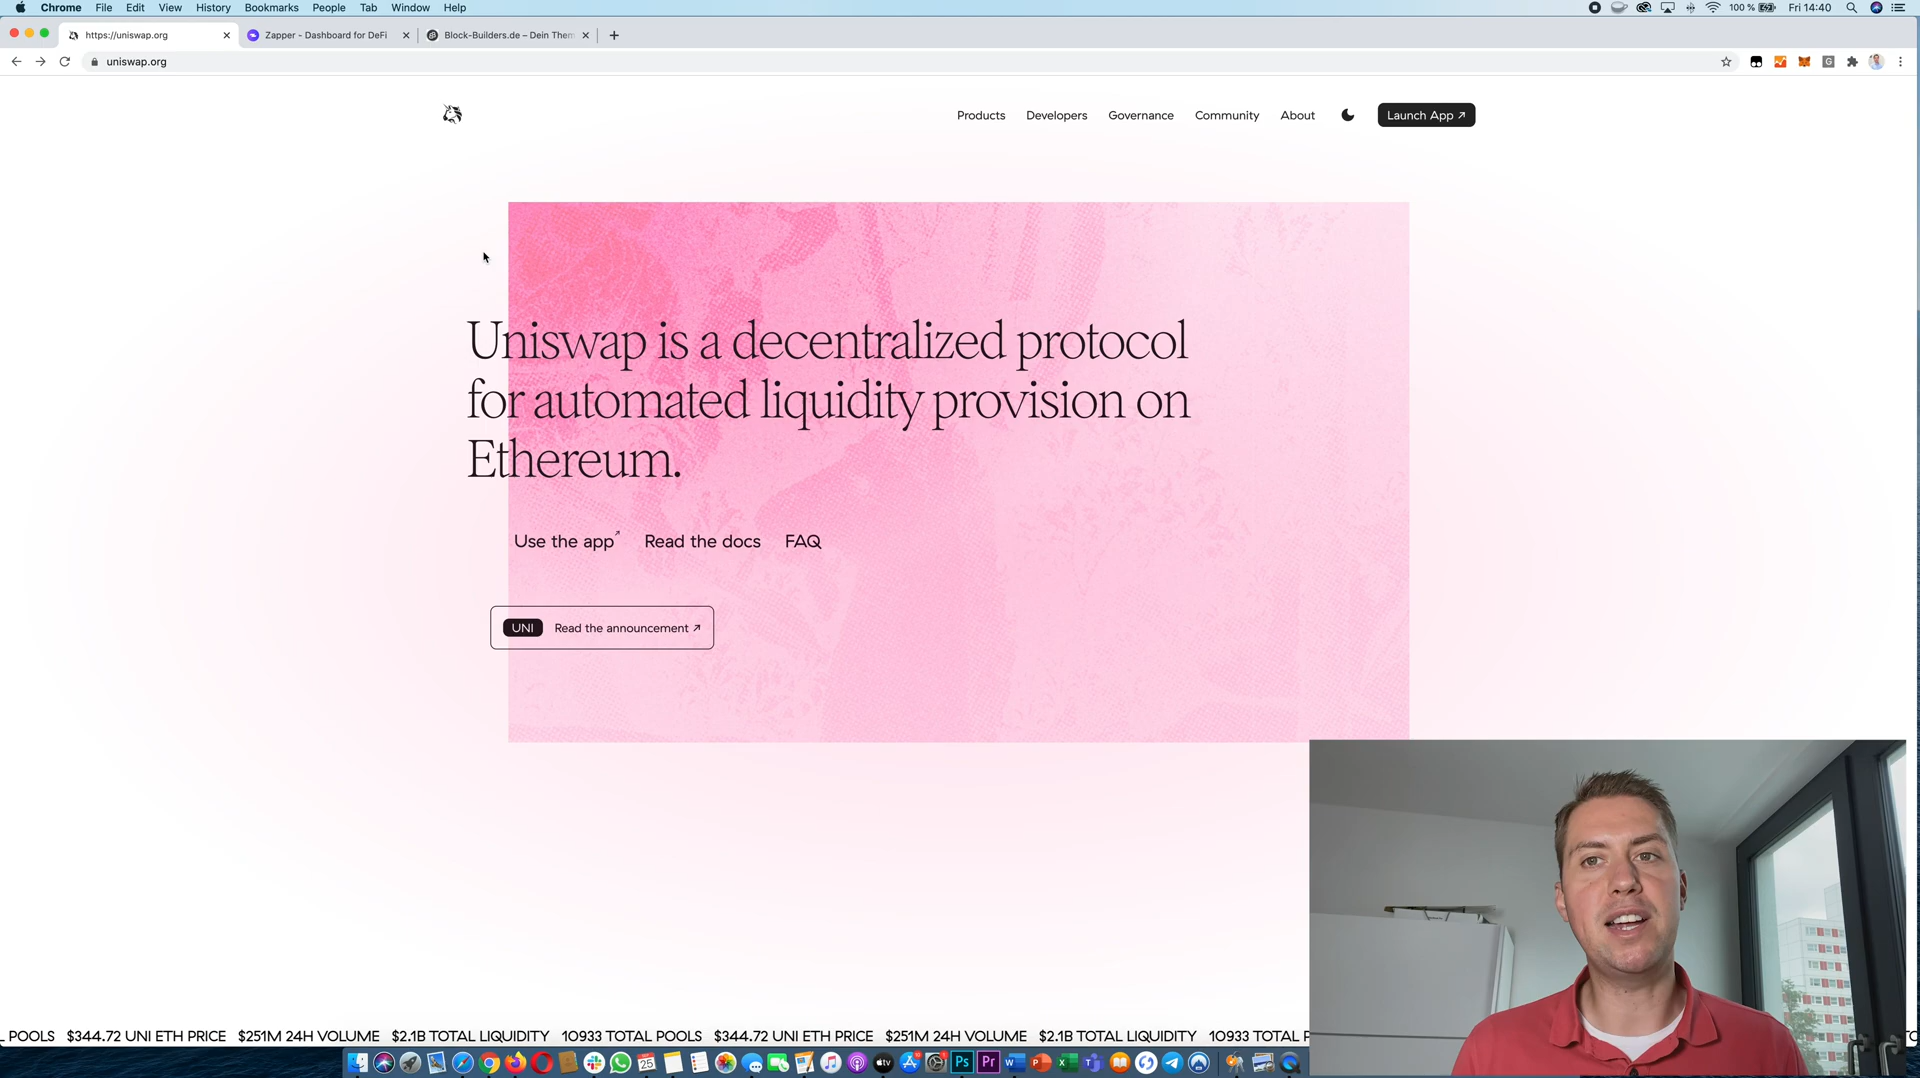 Chrome File Edit View History Bookmarks People Tab Window Help 100 % Fri 14:40
https://uniswap.org Zapper - Dashboard for DeFi Block-Builders.de – Dein Them
uniswap.org
Products Developers Governance Community About Launch App ↗
Uniswap is a decentralized protocol
for automated liquidity provision on
Ethereum.
Use the app↗ Read the docs FAQ
UNI Read the announcement ↗
POOLS $344.72 UNI ETH PRICE $251M 24H VOLUME $2.1B TOTAL LIQUIDITY 10933 TOTAL POOLS $344.72 UNI ETH PRICE $251M 24H VOLUME $2.1B TOTAL LIQUIDITY 10933 TOTAL P
25 tv Ps Pr W P X T